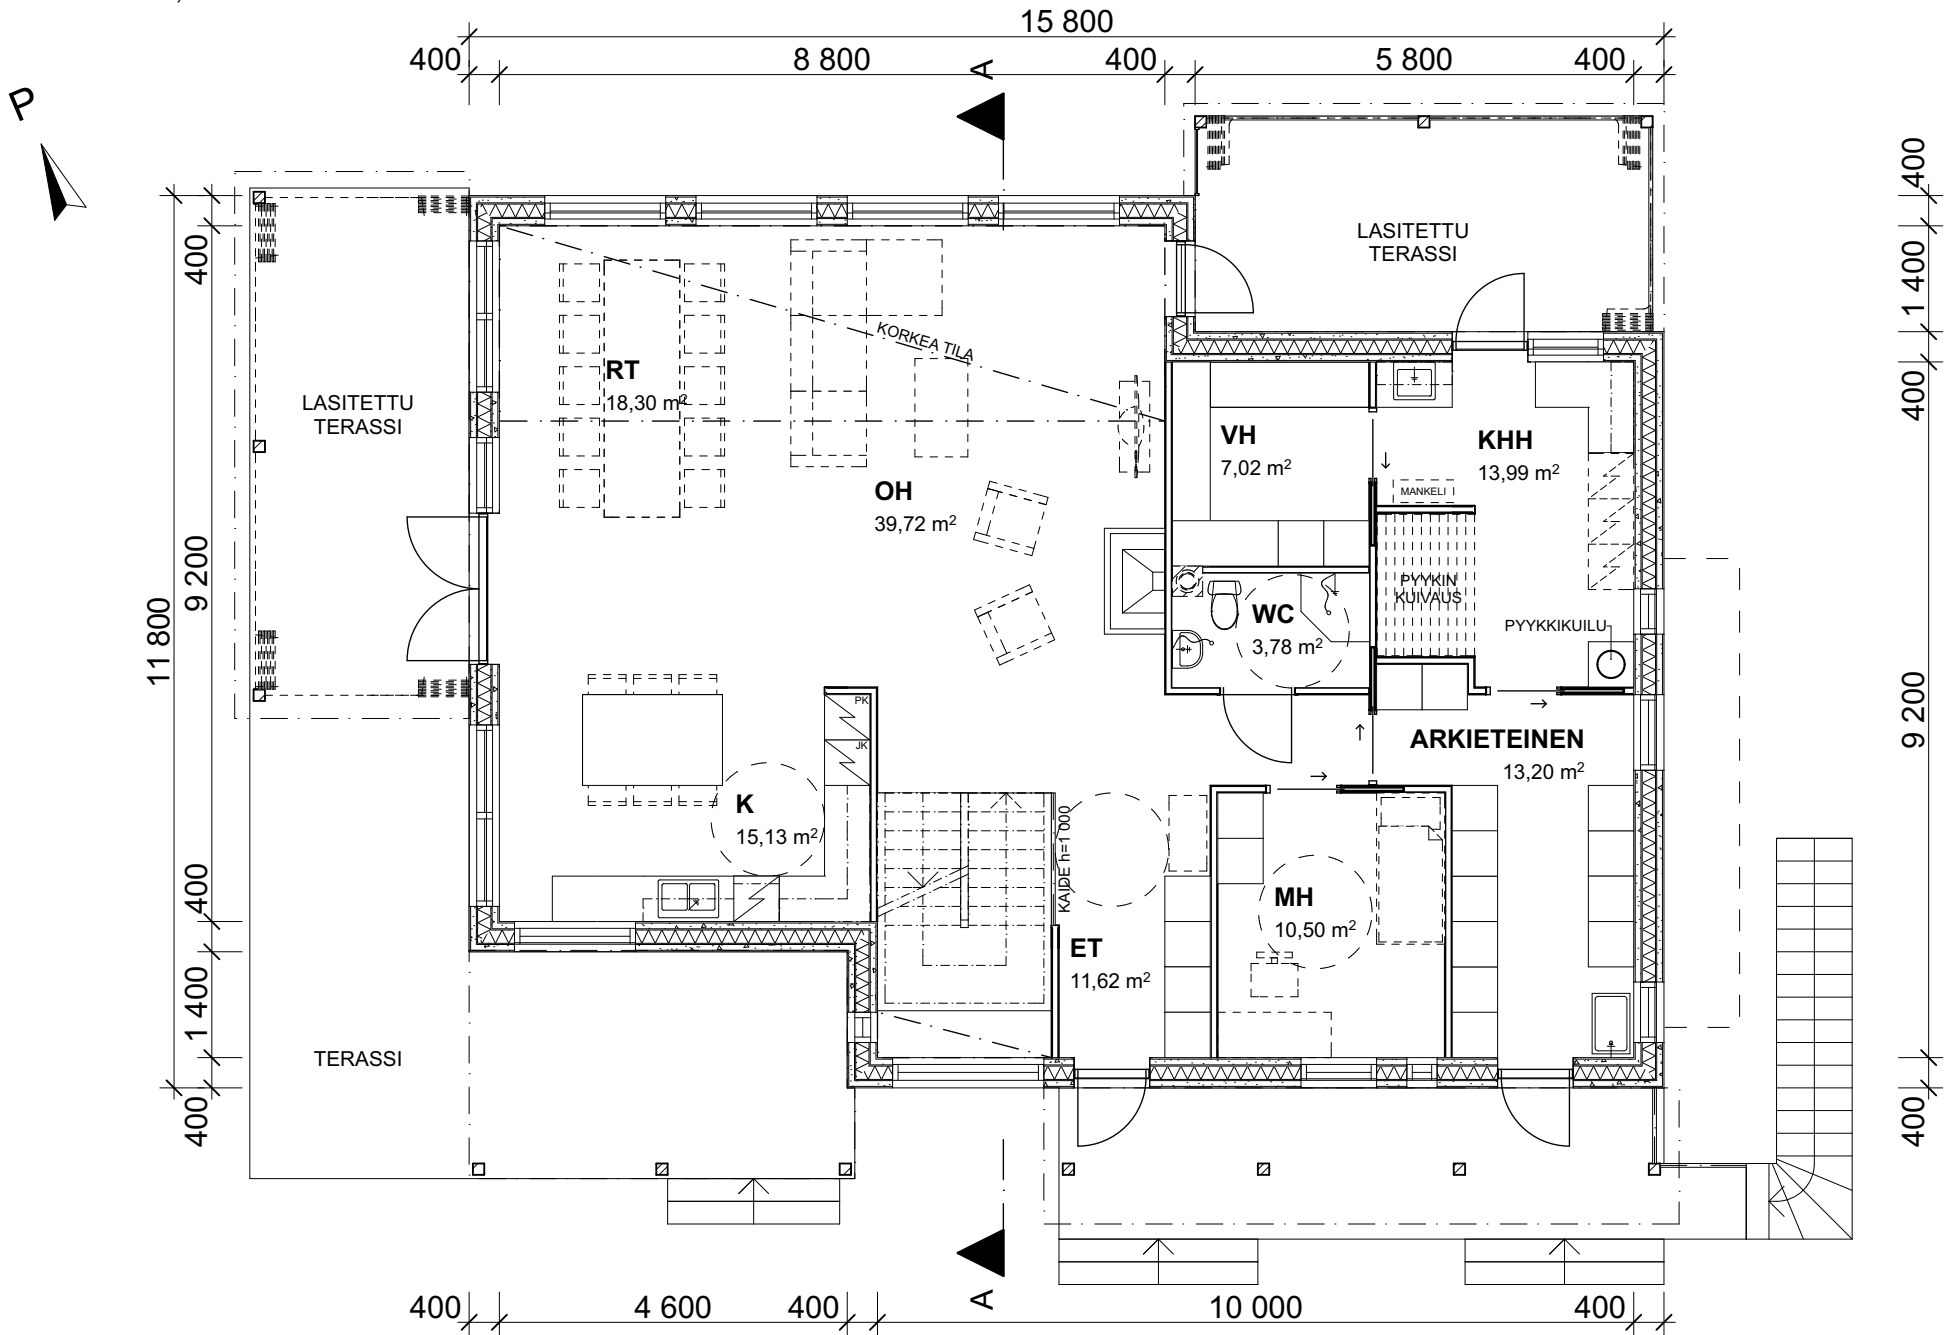 15 800
400
8 800
400
5 800
400
A
P
400
1 400
400
9 200
400
11 800
400
9 200
400
1 400
400
LASITETTU
TERASSI
LASITETTU
TERASSI
KORKEA TILA
RT
18,30 m²
OH
39,72 m²
VH
7,02 m²
KHH
13,99 m²
MANKELI
PYYKIN
KUIVAUS
PYYKKIKUILU
WC
3,78 m²
PK
JK
ARKIETEINEN
13,20 m²
K
15,13 m²
KAIDE h=1 000
MH
10,50 m²
ET
11,62 m²
TERASSI
A
400
4 600
400
10 000
400